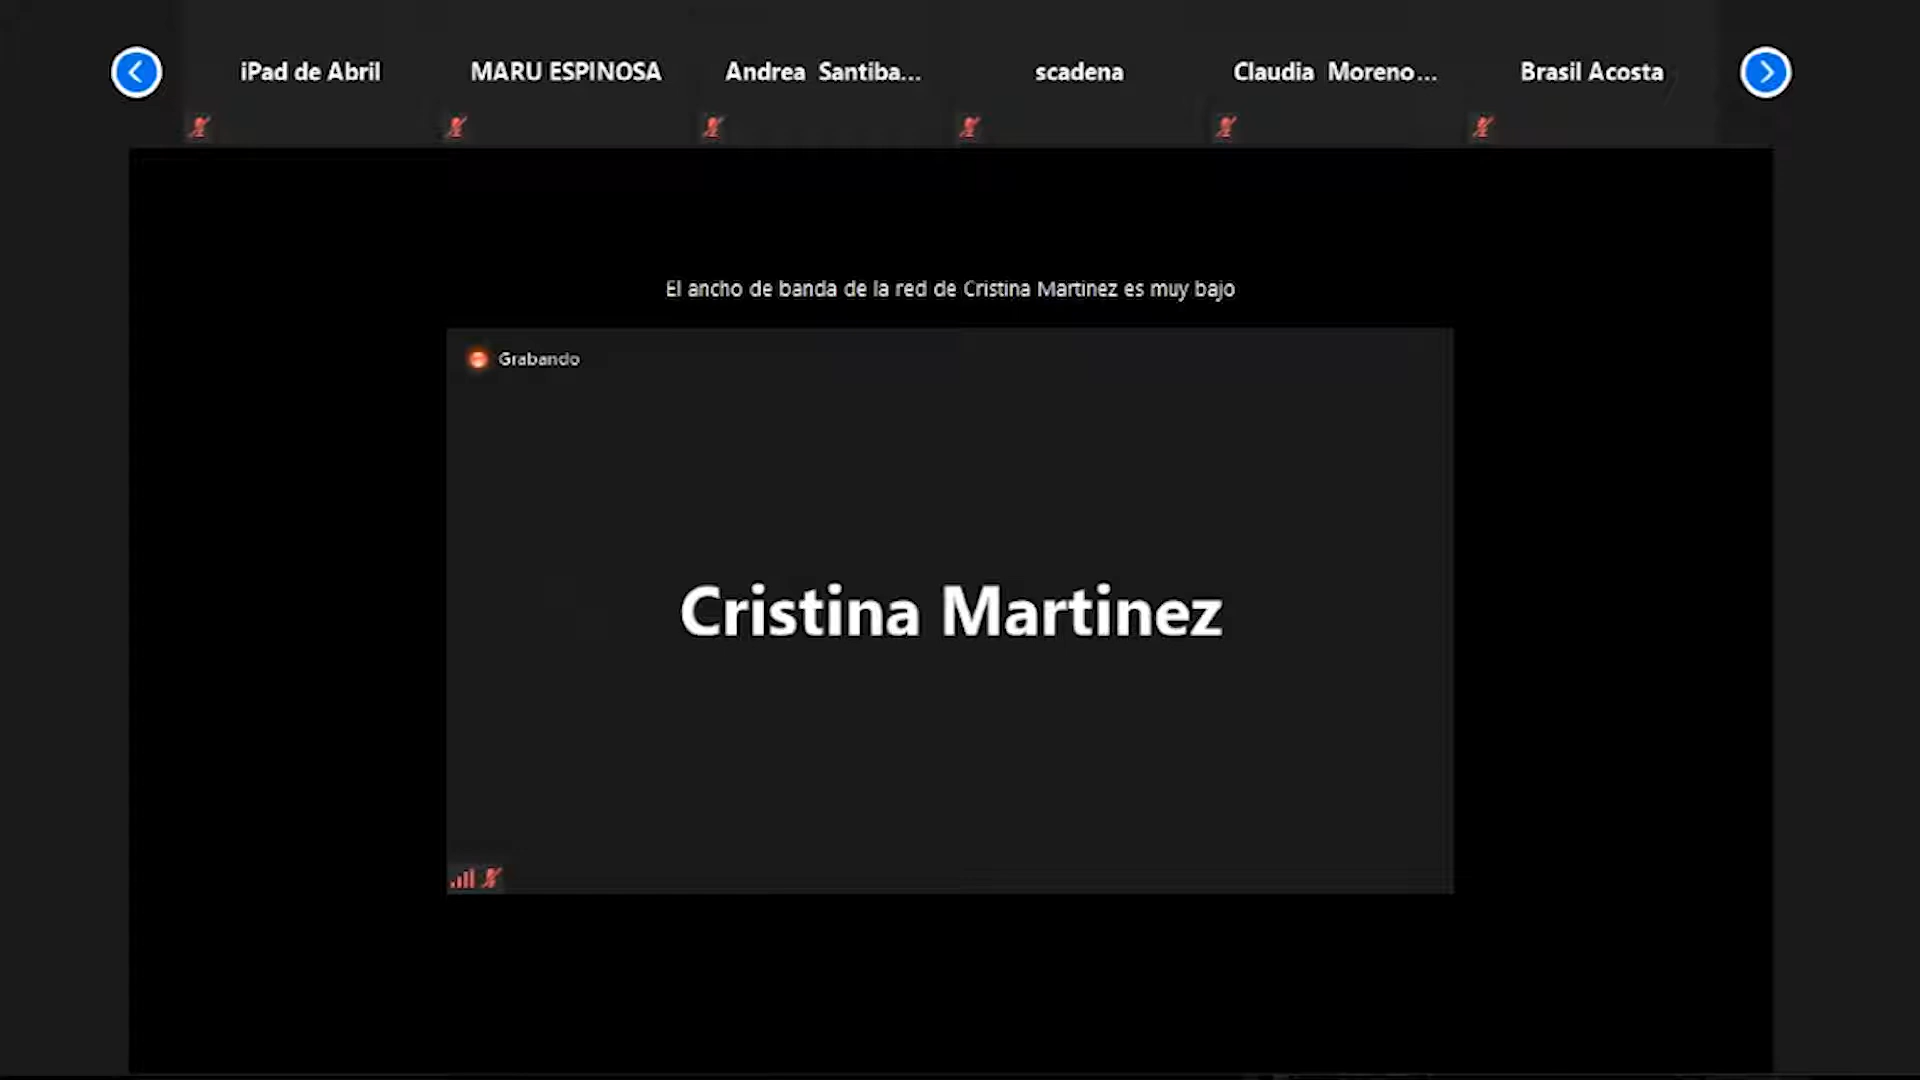 iPad de Abril
MARU ESPINOSA
Andrea Santiba...
scadena
Claudia Moreno...
Brasil Acosta
El ancho de banda de la red de Cristina Martinez es muy bajo
Grabando
Cristina Martinez